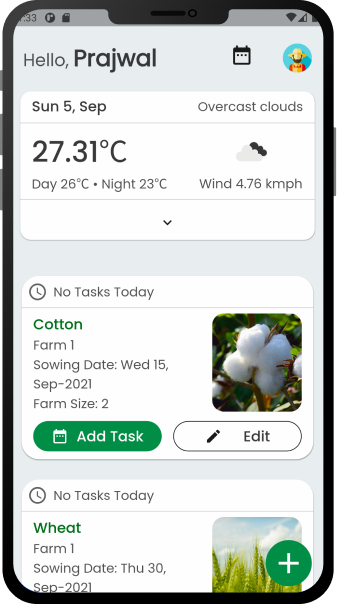 :33
Hello, Prajwal
Sun 5, Sep
Overcast clouds
27.31°C
Day 26°C • Night 23°C
Wind 4.76 kmph
No Tasks Today
Cotton
Farm 1
Sowing Date: Wed 15,
Sep-2021
Farm Size: 2
Add Task
Edit
No Tasks Today
Wheat
Farm 1
Sowing Date: Thu 30,
Sep-2021